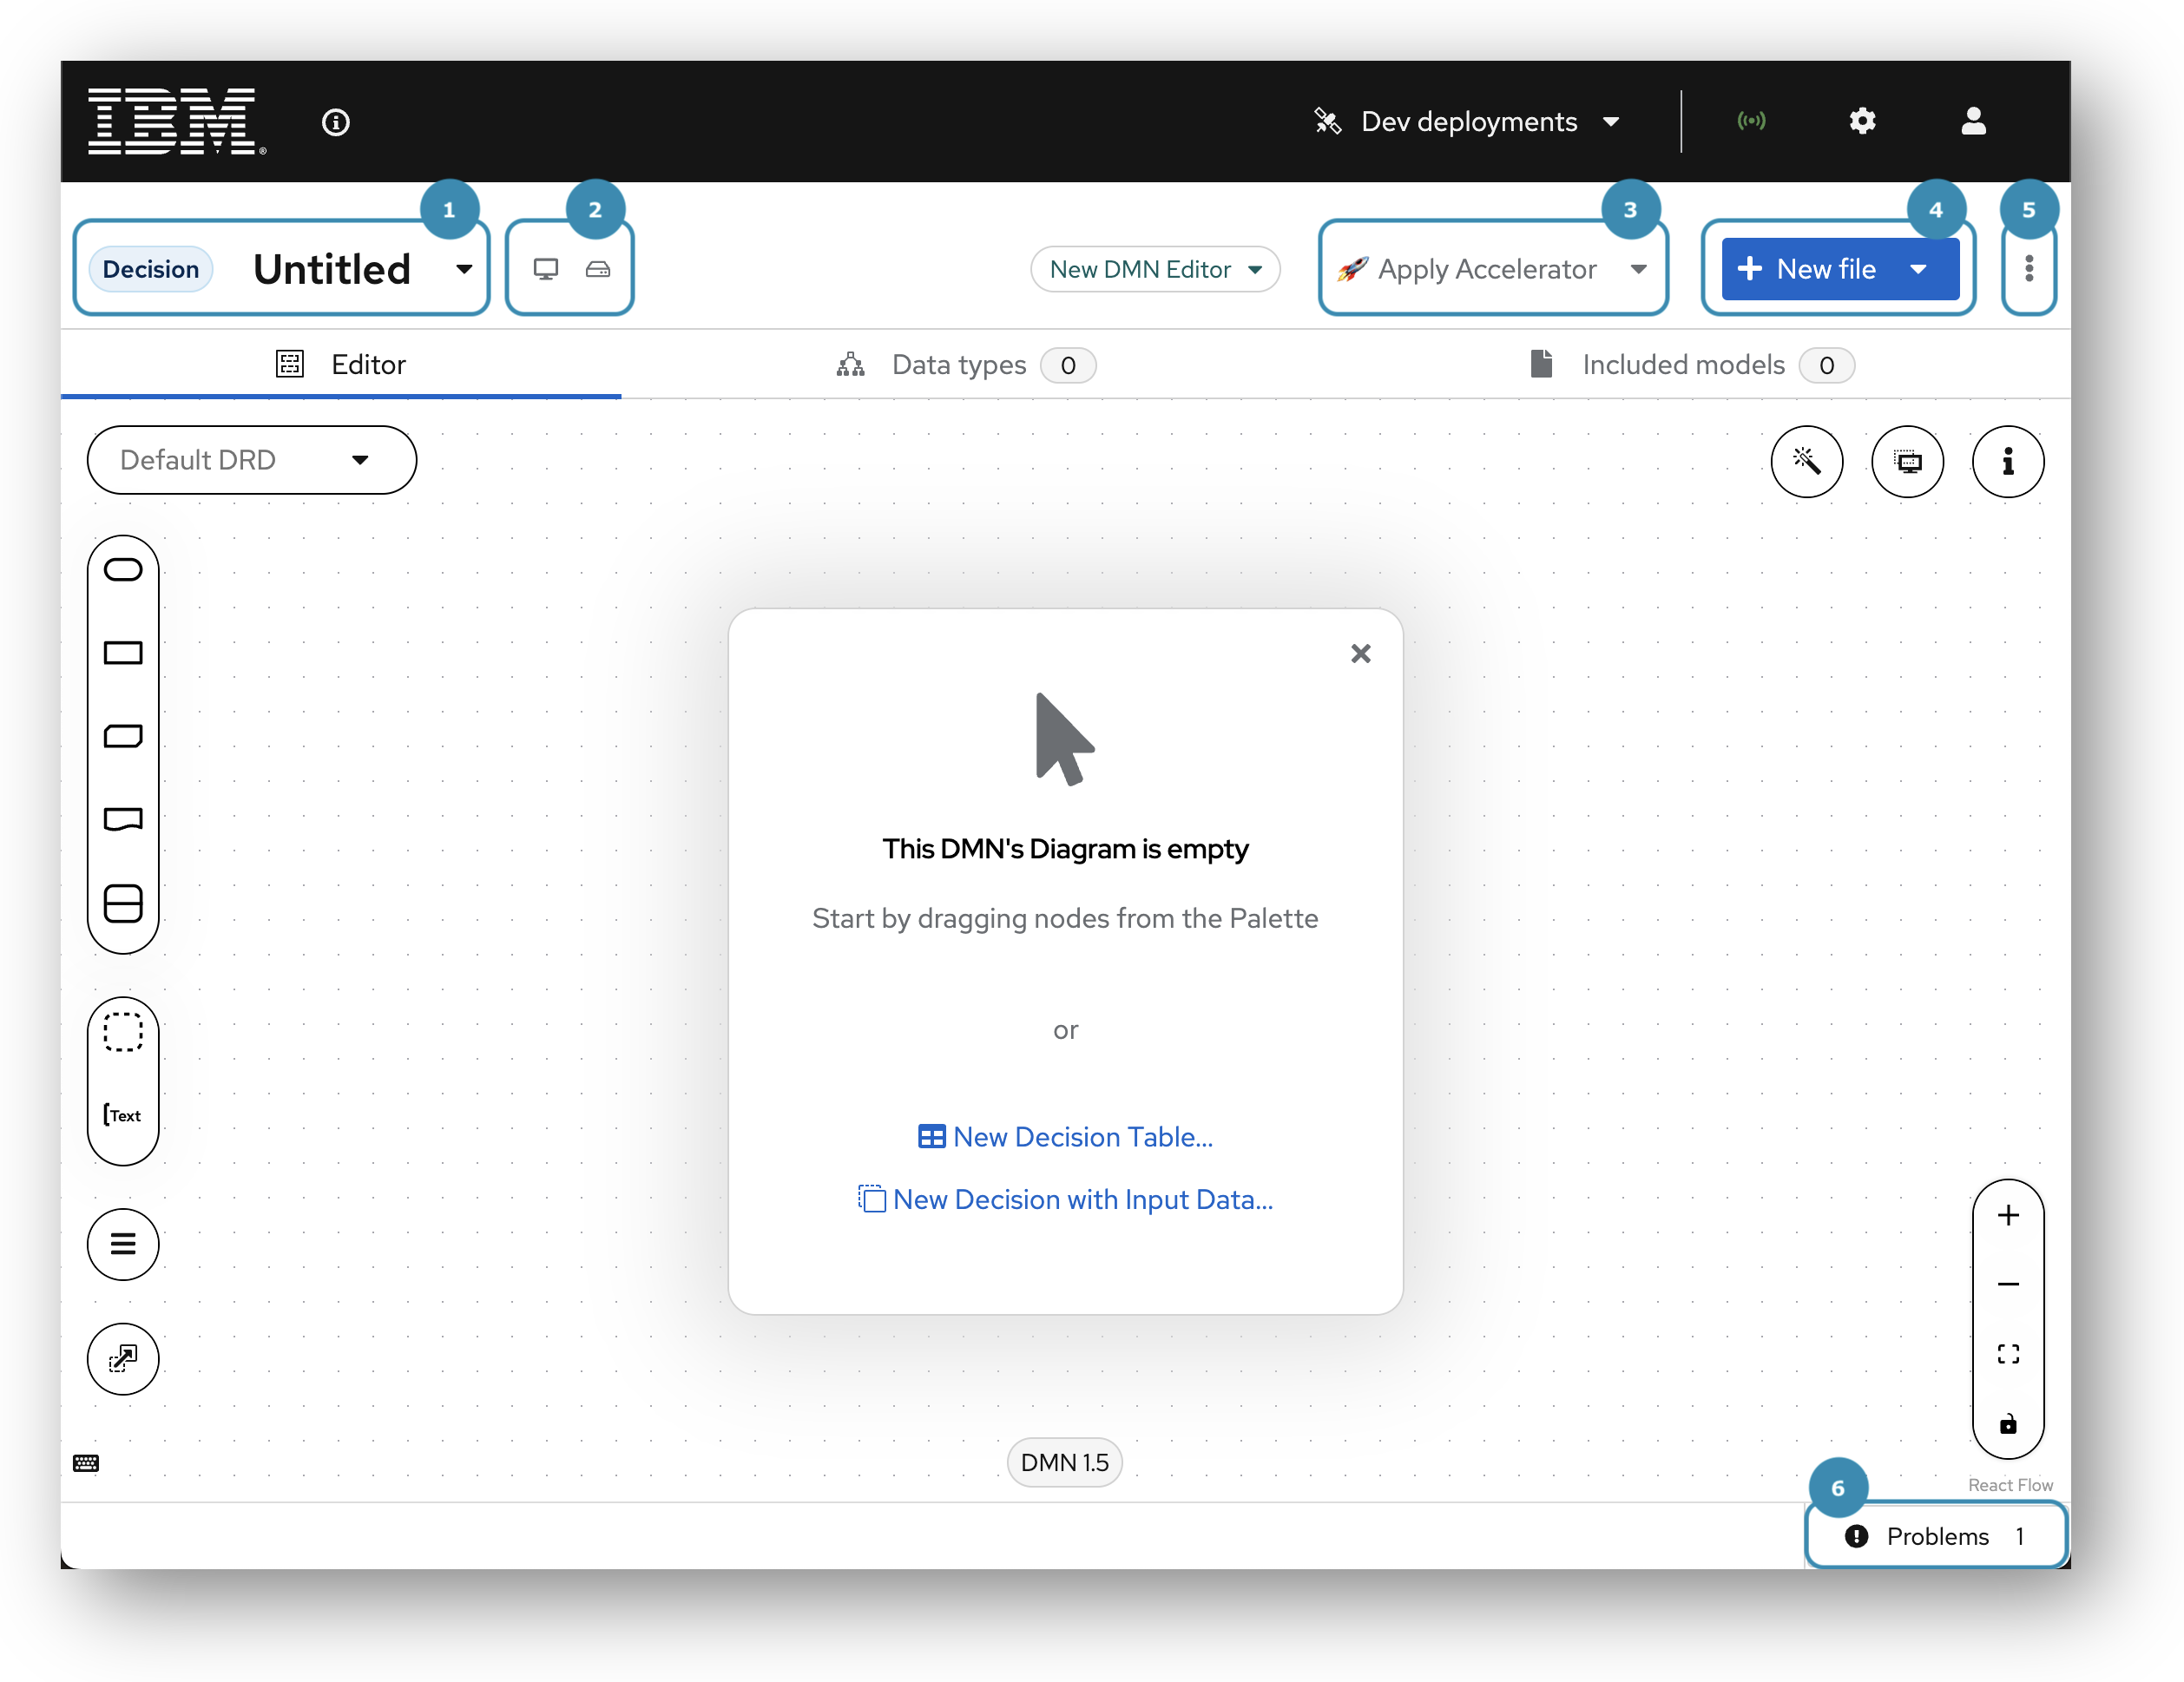 IBM®
Dev deployments
1
2
3
4
5
Decision
Untitled
New DMN Editor
Apply Accelerator
New file
Editor
Data types 0
Included models 0
Default DRD
This DMN's Diagram is empty
Start by dragging nodes from the Palette
or
New Decision Table...
New Decision with Input Data...
Text
DMN 1.5
React Flow
6
Problems 1